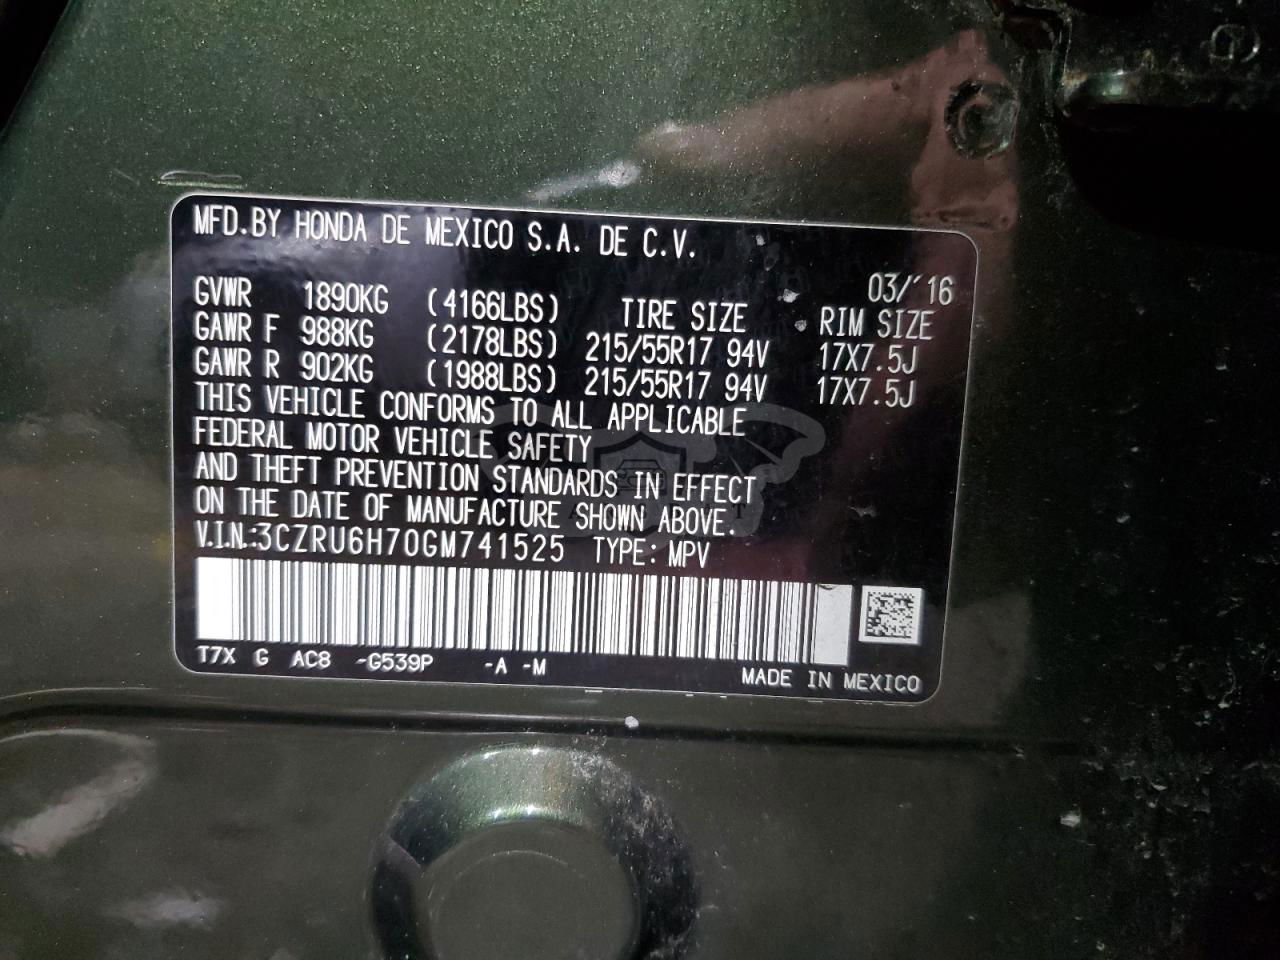 MFD.BY HONDA DE MEXICO S.A. DE C.V.
03/'16
GVWR 1890KG (4166LBS) TIRE SIZE RIM SIZE
GAWR F 988KG (2178LBS) 215/55R17 94V 17X7.5J
GAWR R 902KG (1988LBS) 215/55R17 94V 17X7.5J
THIS VEHICLE CONFORMS TO ALL APPLICABLE
FEDERAL MOTOR VEHICLE SAFETY
AND THEFT PREVENTION STANDARDS IN EFFECT
ON THE DATE OF MANUFACTURE SHOWN ABOVE.
V.I.N.:3CZRU6H70GM741525 TYPE: MPV
T7X G AC8 -G539P -A -M
MADE IN MEXICO